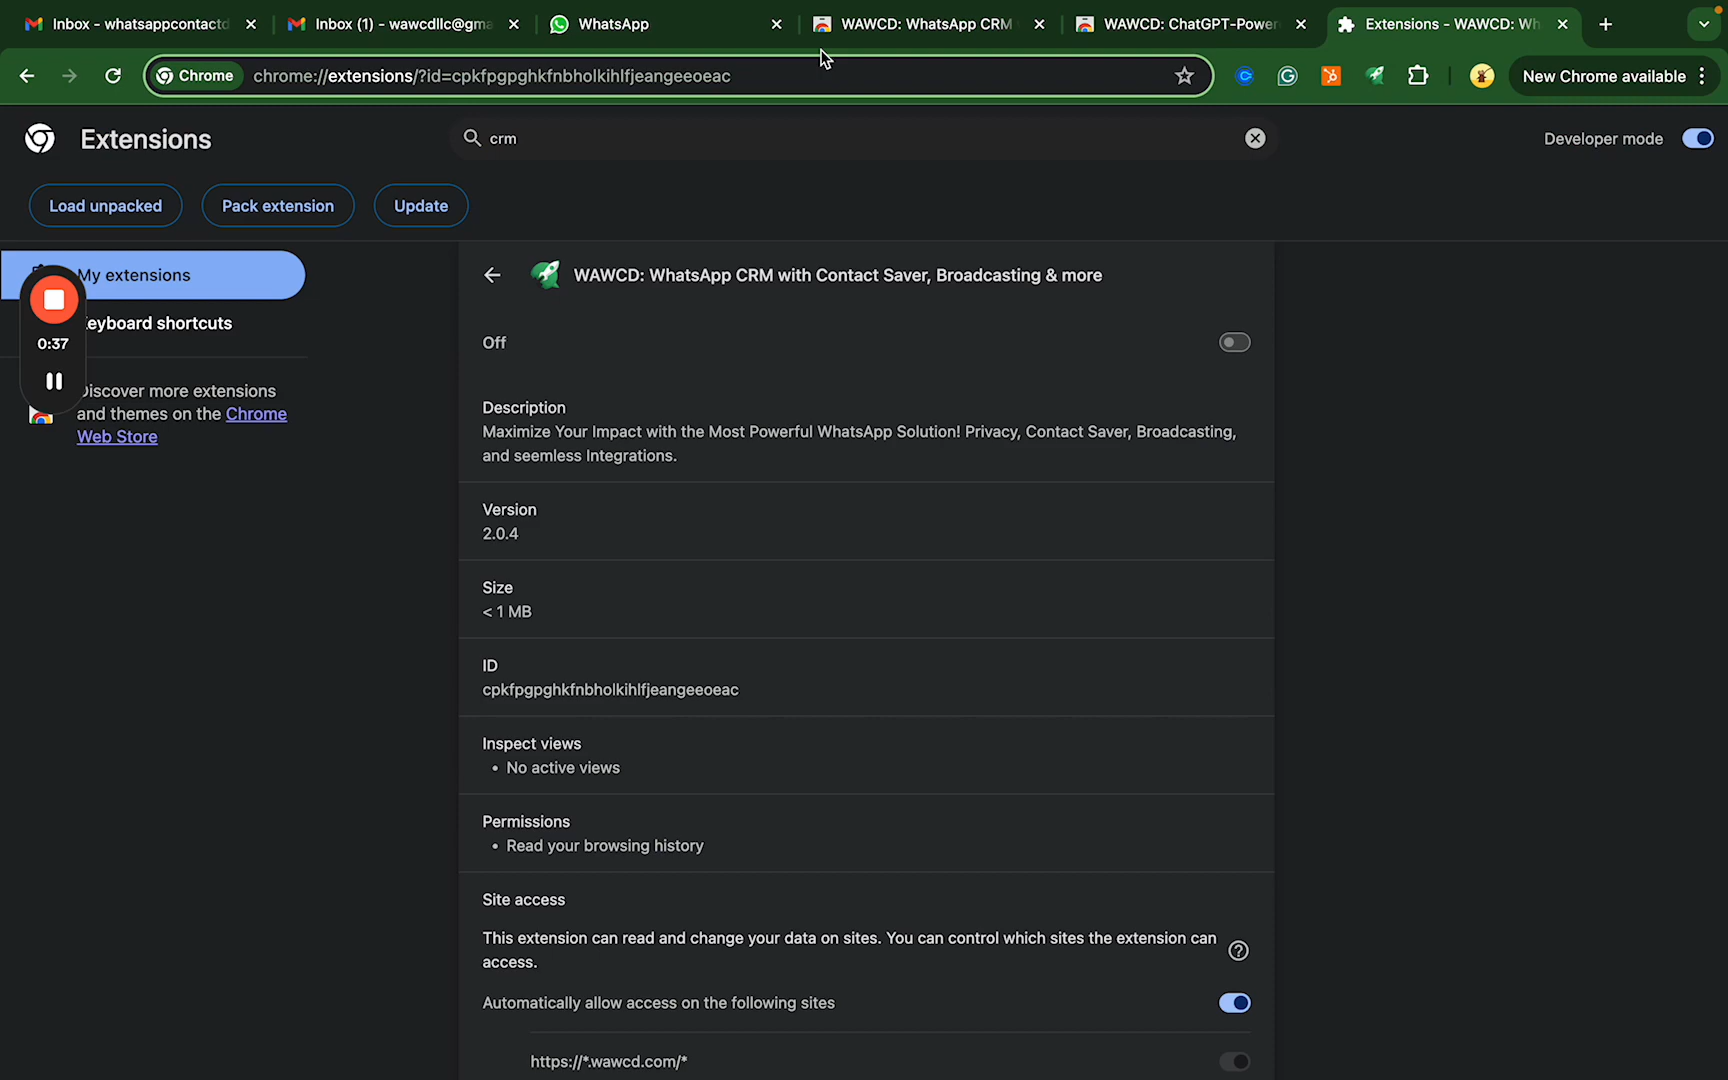 Inbox - whatsappcontactd
Inbox (1) - wawcdllc@gma
WhatsApp
WAWCD: WhatsApp CRM
WAWCD: ChatGPT-Power
Extensions - WAWCD: Wh
Chrome
chrome://extensions/?id=cpkfpgpghkfnbholkihlfjeangeeoeac
New Chrome available
Extensions
crm
Developer mode
Load unpacked
Pack extension
Update
My extensions
eyboard shortcuts
0:37
iscover more extensions
and themes on the Chrome
Web Store
WAWCD: WhatsApp CRM with Contact Saver, Broadcasting & more
Off
Description
Maximize Your Impact with the Most Powerful WhatsApp Solution! Privacy, Contact Saver, Broadcasting,
and seemless Integrations.
Version
2.0.4
Size
< 1 MB
ID
cpkfpgpghkfnbholkihlfjeangeeoeac
Inspect views
• No active views
Permissions
• Read your browsing history
Site access
This extension can read and change your data on sites. You can control which sites the extension can
access.
Automatically allow access on the following sites
https://*.wawcd.com/*